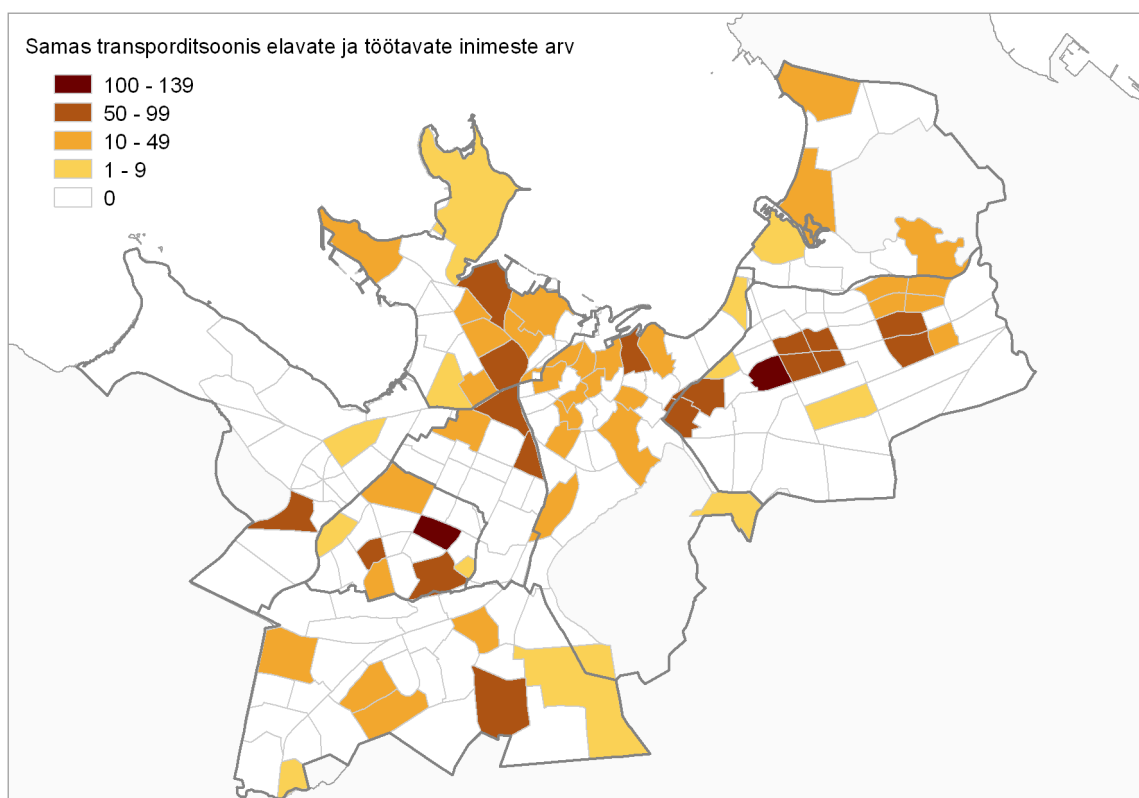 Samas transporditsoonis elavate ja töötavate inimeste arv
100 - 139
50 - 99
10 - 49
1 - 9
0